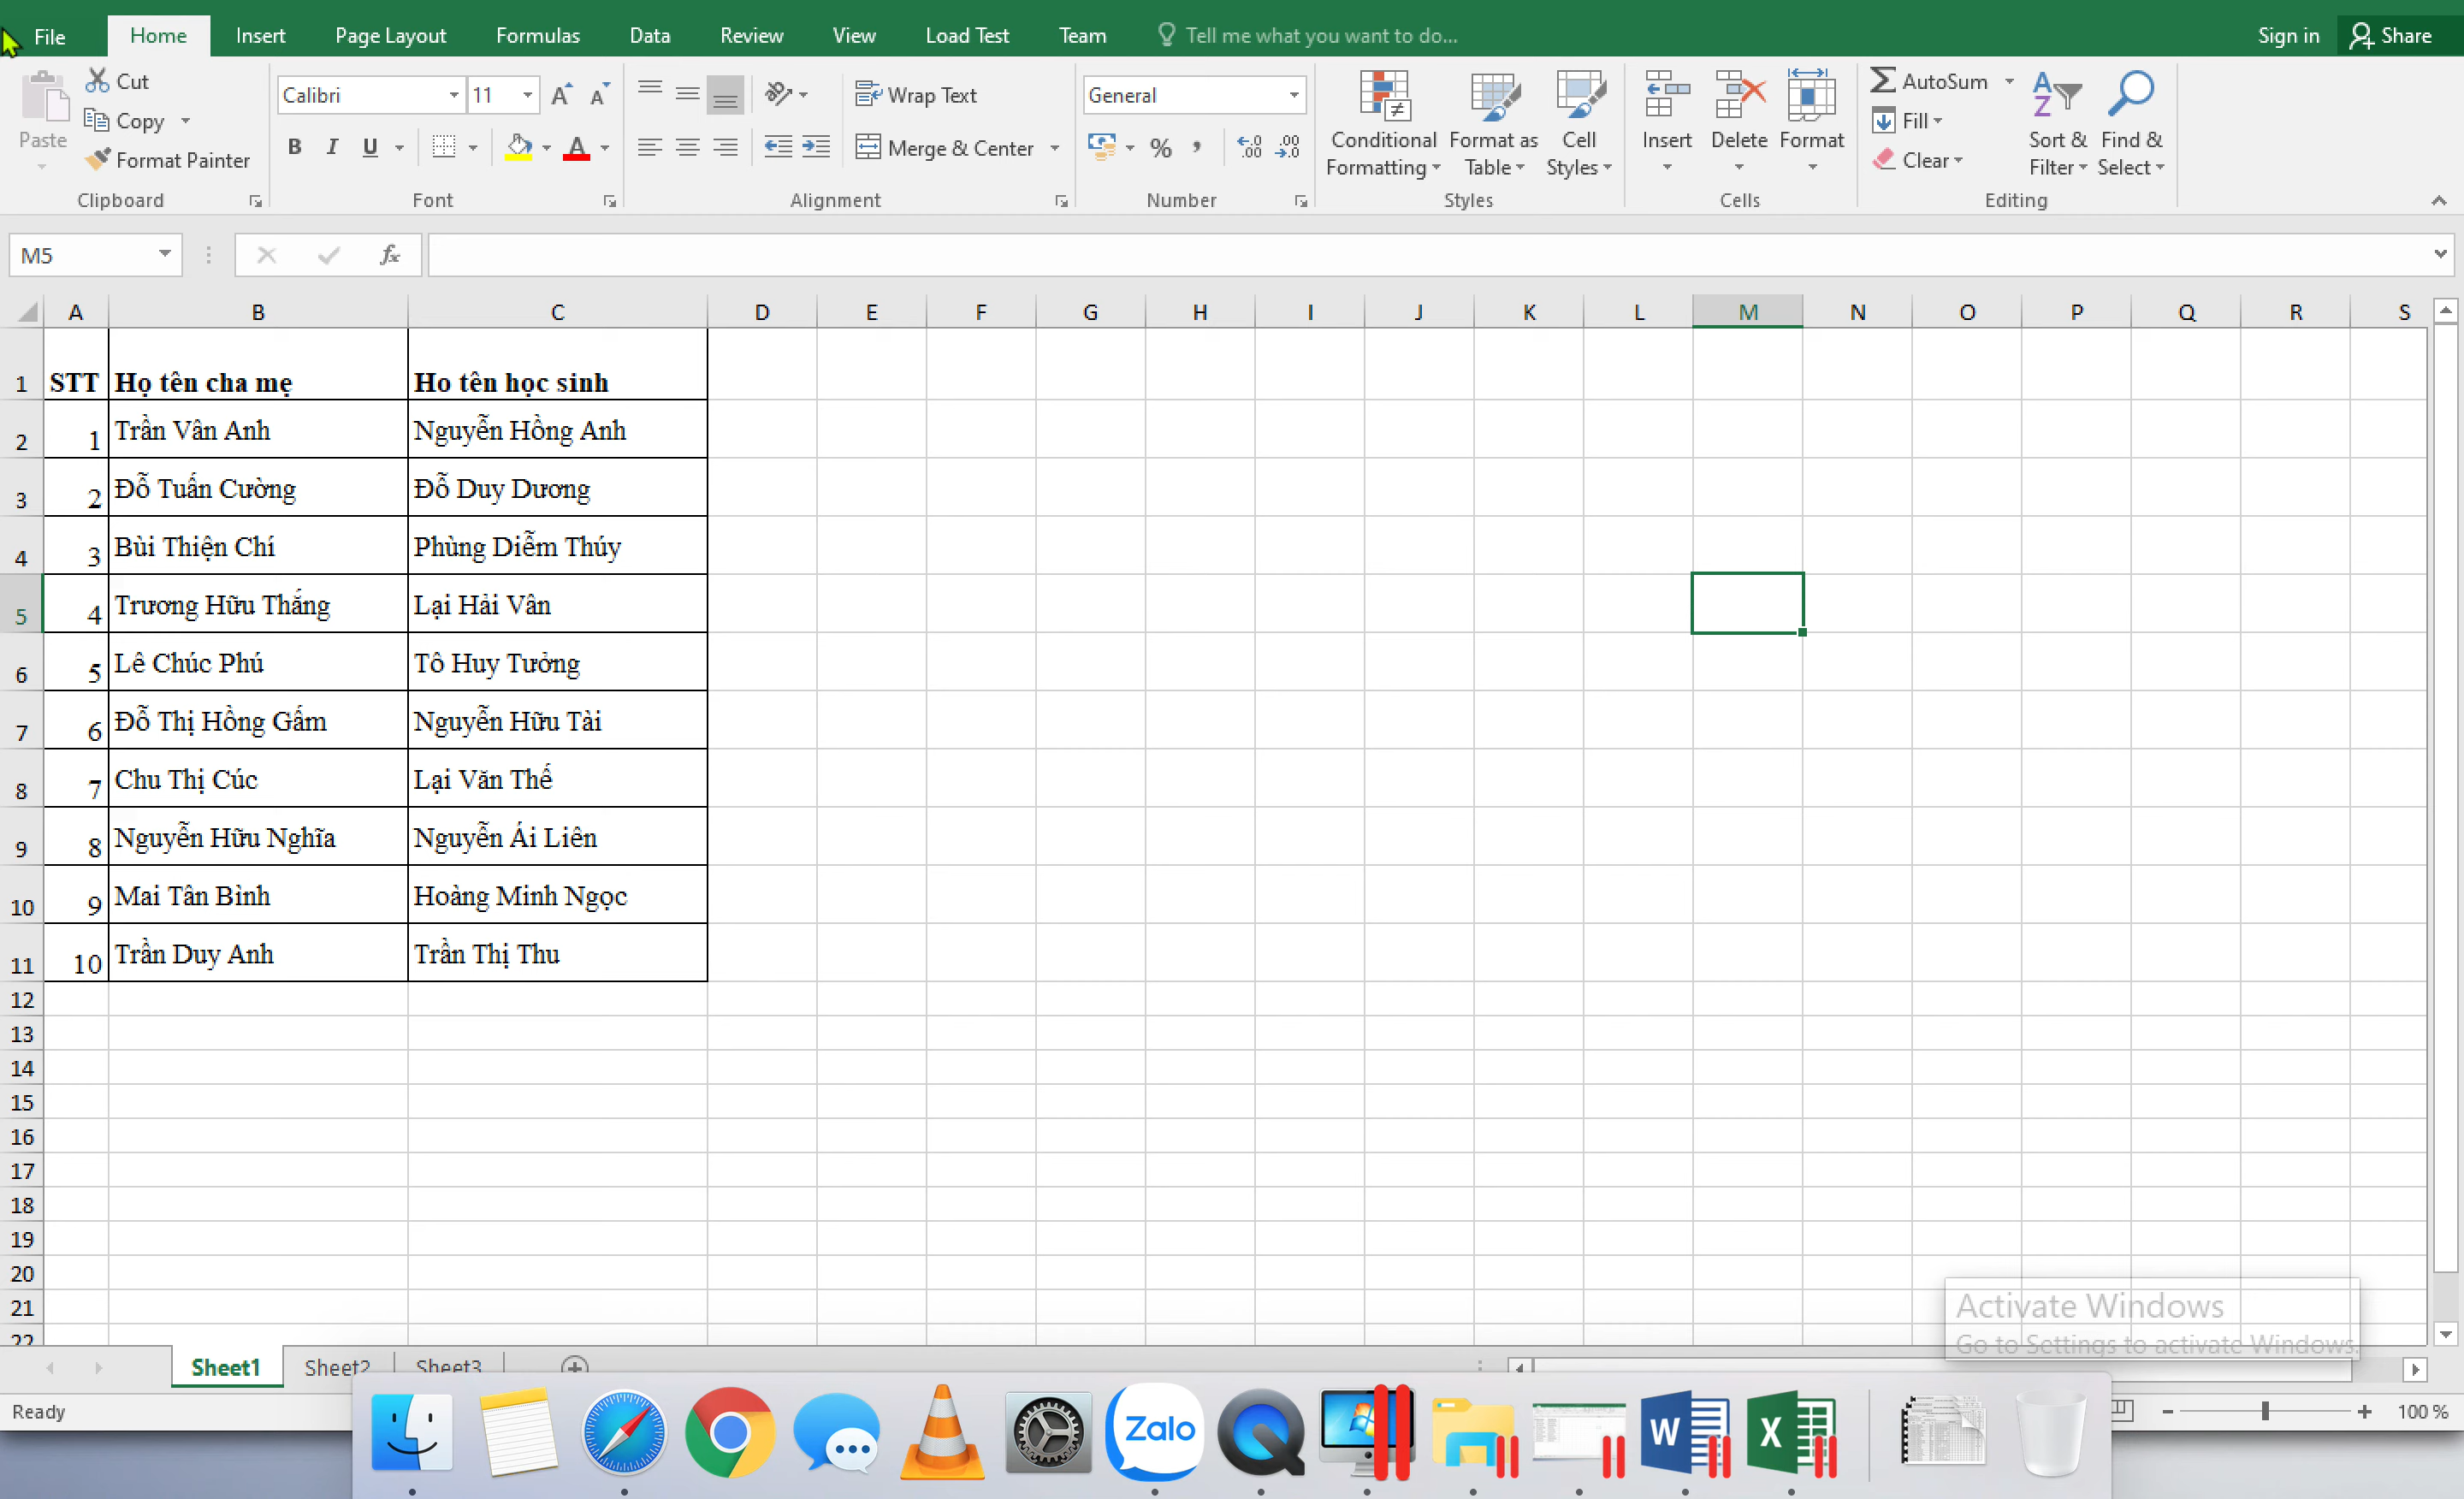 File Home Insert Page Layout Formulas Data Review View Load Test Team Tell me what you want to do... Sign in Share
Paste Cut Copy Format Painter Clipboard
Calibri 11 A A B I U A Font
Wrap Text Merge & Center Alignment
General % , Number
Conditional Formatting Format as Table Cell Styles Styles
Insert Delete Format Cells
AutoSum Fill Clear Sort & Filter Find & Select Editing
M5 fx
A B C D E F G H I J K L M N O P Q R S
1 STT Họ tên cha mẹ Ho tên học sinh
2 1 Trần Vân Anh Nguyễn Hồng Anh
3 2 Đỗ Tuấn Cường Đỗ Duy Dương
4 3 Bùi Thiện Chí Phùng Diễm Thúy
5 4 Trương Hữu Thắng Lại Hải Vân
6 5 Lê Chúc Phú Tô Huy Tưởng
7 6 Đỗ Thị Hồng Gấm Nguyễn Hữu Tài
8 7 Chu Thị Cúc Lại Văn Thế
9 8 Nguyễn Hữu Nghĩa Nguyễn Ái Liên
10 9 Mai Tân Bình Hoàng Minh Ngọc
11 10 Trần Duy Anh Trần Thị Thu
12
13
14
15
16
17
18
19
20
21
22
Activate Windows
Go to Settings to activate Windows.
Sheet1 Sheet2 Sheet3
Ready 100 %
Zalo W X